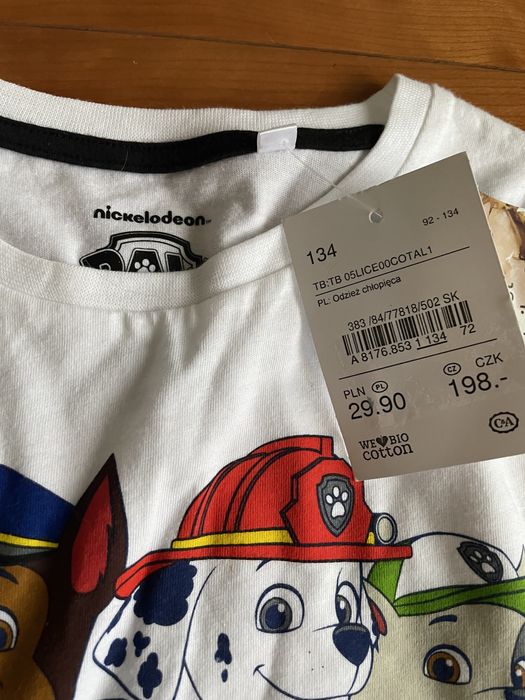 nickelodeon
134
92 - 134
TB:TB 05LICE00COTAL1
PL: Odzież chłopięca
383 /84/77818/502 SK
A 8176.853 1 134 72
PLN PL
29.90
CZ CZK
198.-
WE BIO
cotton
C&A